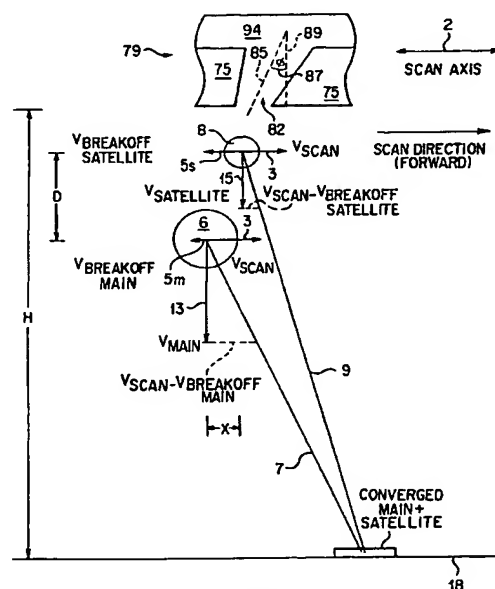 79
94
75
85
89
θ
87
82
75
2
SCAN AXIS
SCAN DIRECTION
(FORWARD)
VBREAKOFF
SATELLITE
8
5s
15
3
VSCAN
D
VSATELLITE
VSCAN-VBREAKOFF
SATELLITE
6
3
5m
VBREAKOFF
MAIN
VSCAN
13
H
VMAIN
VSCAN-VBREAKOFF
MAIN
X
9
7
CONVERGED
MAIN+
SATELLITE
18